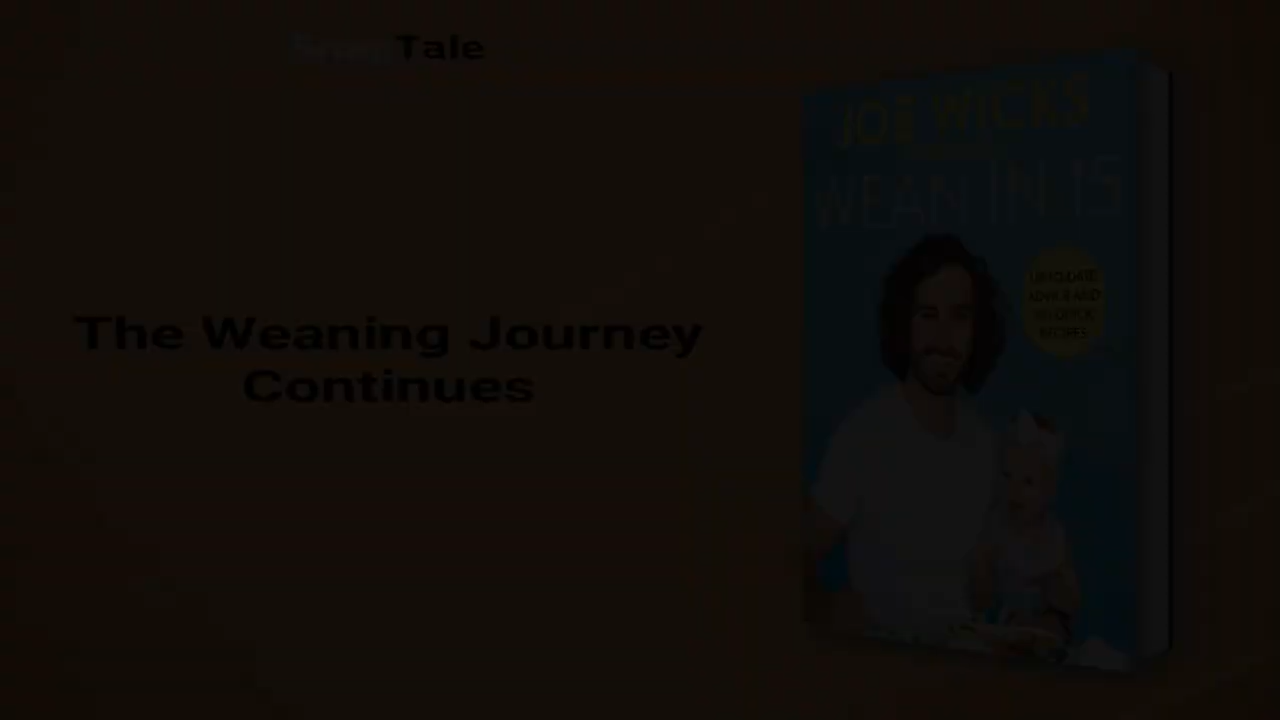 Tale
The Weaning Journey
Continues
JOE WICKS
WEAN IN 15
UP-TO-DATE
ADVICE AND
100 QUICK
RECIPES